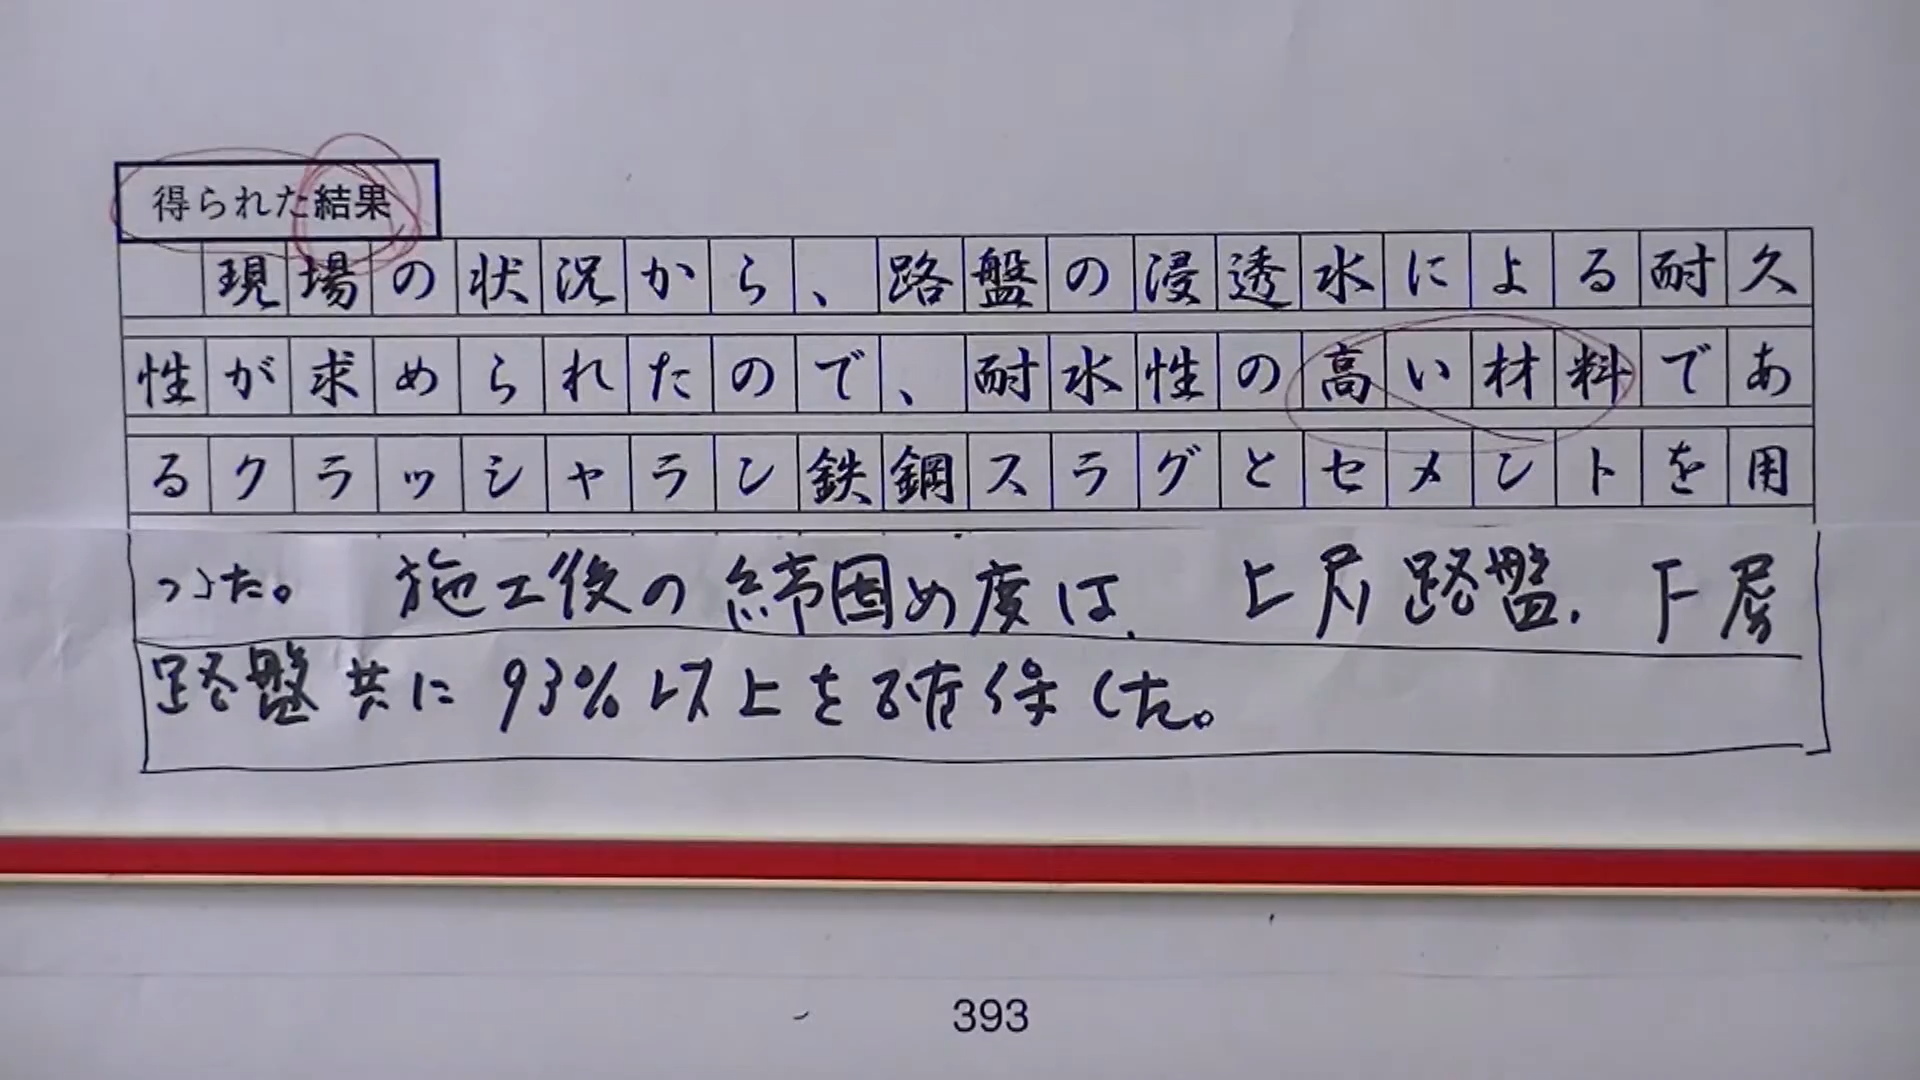 得られた結果
現場の状況から、路盤の浸透水による耐久
性が求められたので、耐水性の高い材料であ
るクラッシャラン鉄鋼スラグとセメントを用
いた。 施工後の締固め度は、上層路盤、下層
路盤共に93%以上を確保した。
393